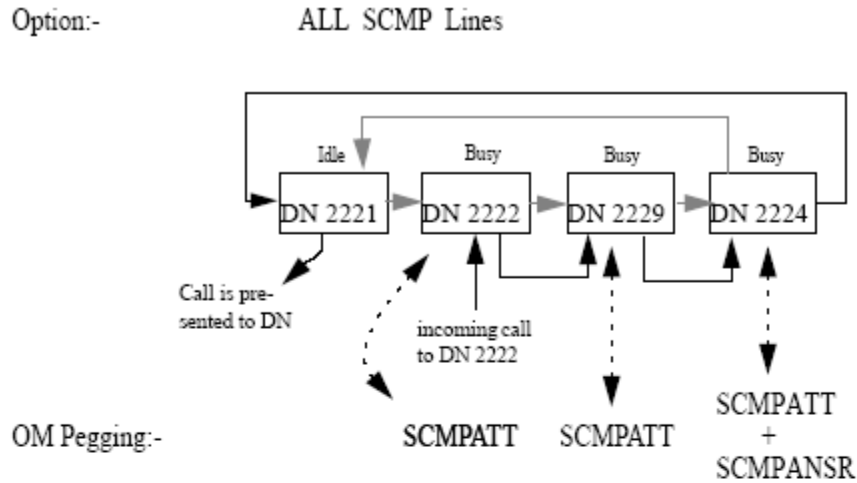 Option:- ALL SCMP Lines
Idle Busy Busy Busy
DN 2221 DN 2222 DN 2229 DN 2224
Call is pre-
sented to DN
incoming call
to DN 2222
OM Pegging:- SCMPATT SCMPATT SCMPATT
+
SCMPANSR